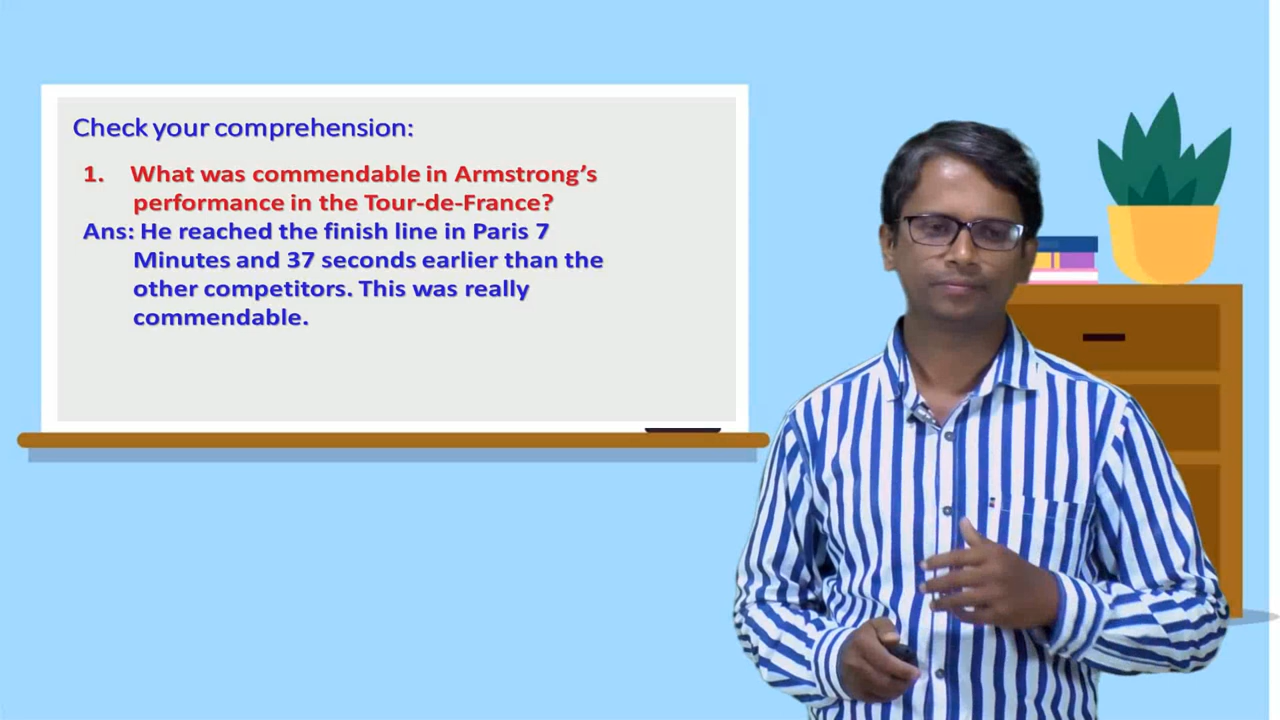 Check your comprehension:
1. What was commendable in Armstrong's
performance in the Tour-de-France?
Ans: He reached the finish line in Paris 7
Minutes and 37 seconds earlier than the
other competitors. This was really
commendable.